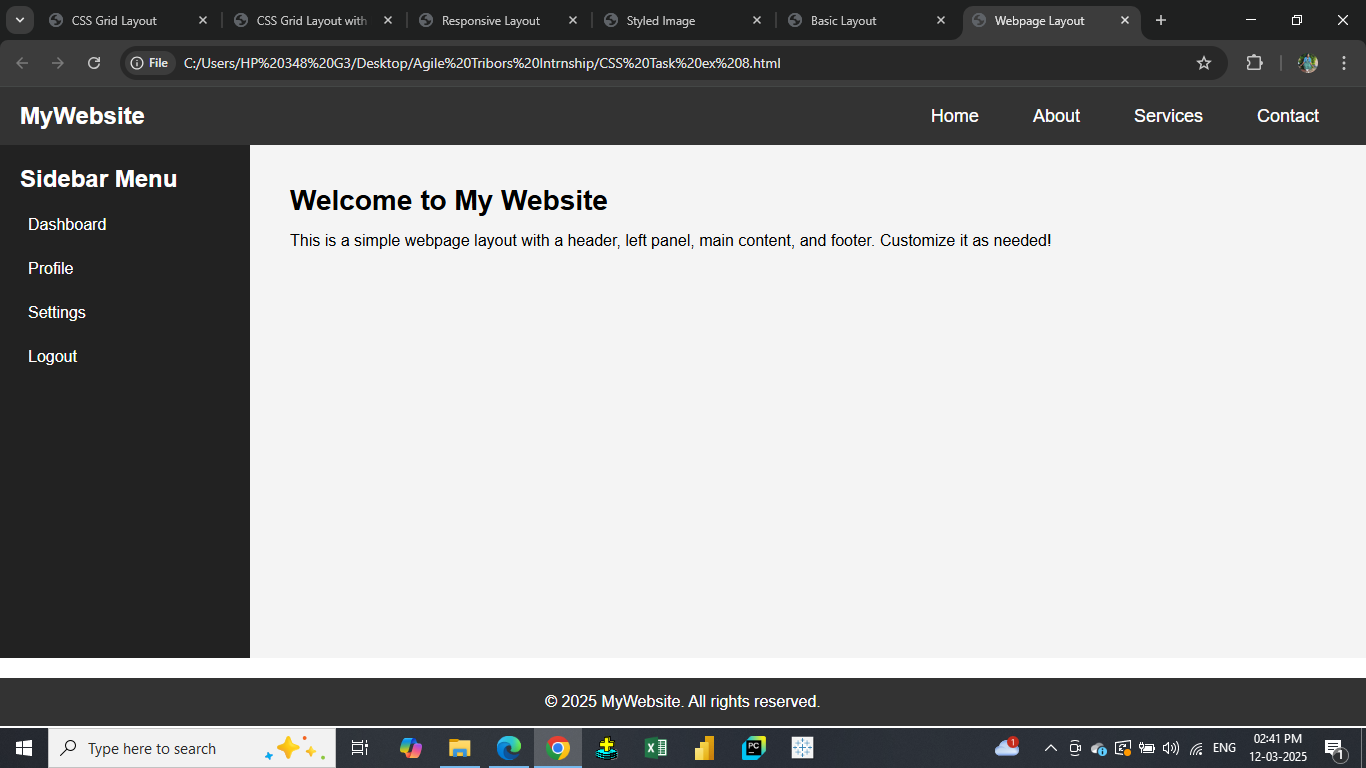 CSS Grid Layout
CSS Grid Layout with
Responsive Layout
Styled Image
Basic Layout
Webpage Layout
File C:/Users/HP%20348%20G3/Desktop/Agile%20Tribors%20Intrnship/CSS%20Task%20ex%208.html
MyWebsite Home About Services Contact
Sidebar Menu
Dashboard
Profile
Settings
Logout
Welcome to My Website
This is a simple webpage layout with a header, left panel, main content, and footer. Customize it as needed!
© 2025 MyWebsite. All rights reserved.
Type here to search
PC
1
ENG
02:41 PM
12-03-2025
1